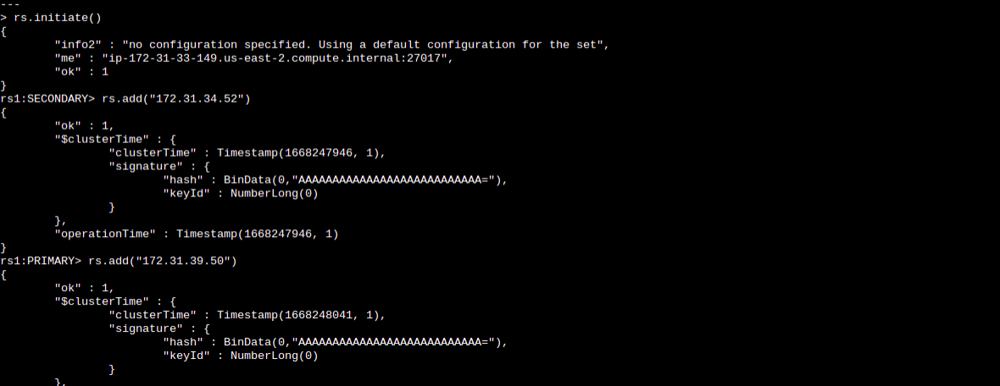 ---
> rs.initiate()
{
        "info2" : "no configuration specified. Using a default configuration for the set",
        "me" : "ip-172-31-33-149.us-east-2.compute.internal:27017",
        "ok" : 1
}
rs1:SECONDARY> rs.add("172.31.34.52")
{
        "ok" : 1,
        "$clusterTime" : {
                "clusterTime" : Timestamp(1668247946, 1),
                "signature" : {
                        "hash" : BinData(0,"AAAAAAAAAAAAAAAAAAAAAAAAAAA="),
                        "keyId" : NumberLong(0)
                }
        },
        "operationTime" : Timestamp(1668247946, 1)
}
rs1:PRIMARY> rs.add("172.31.39.50")
{
        "ok" : 1,
        "$clusterTime" : {
                "clusterTime" : Timestamp(1668248041, 1),
                "signature" : {
                        "hash" : BinData(0,"AAAAAAAAAAAAAAAAAAAAAAAAAAA="),
                        "keyId" : NumberLong(0)
                }
        },